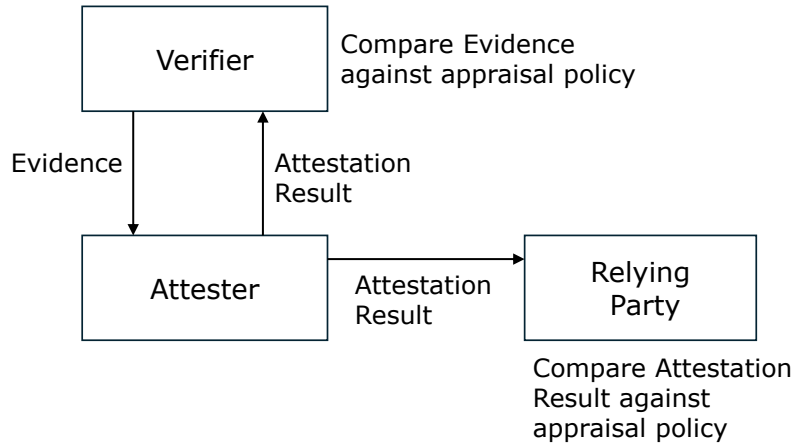 Verifier
Compare Evidence
against appraisal policy
Evidence
Attestation
Result
Attester
Attestation
Result
Relying
Party
Compare Attestation
Result against
appraisal policy